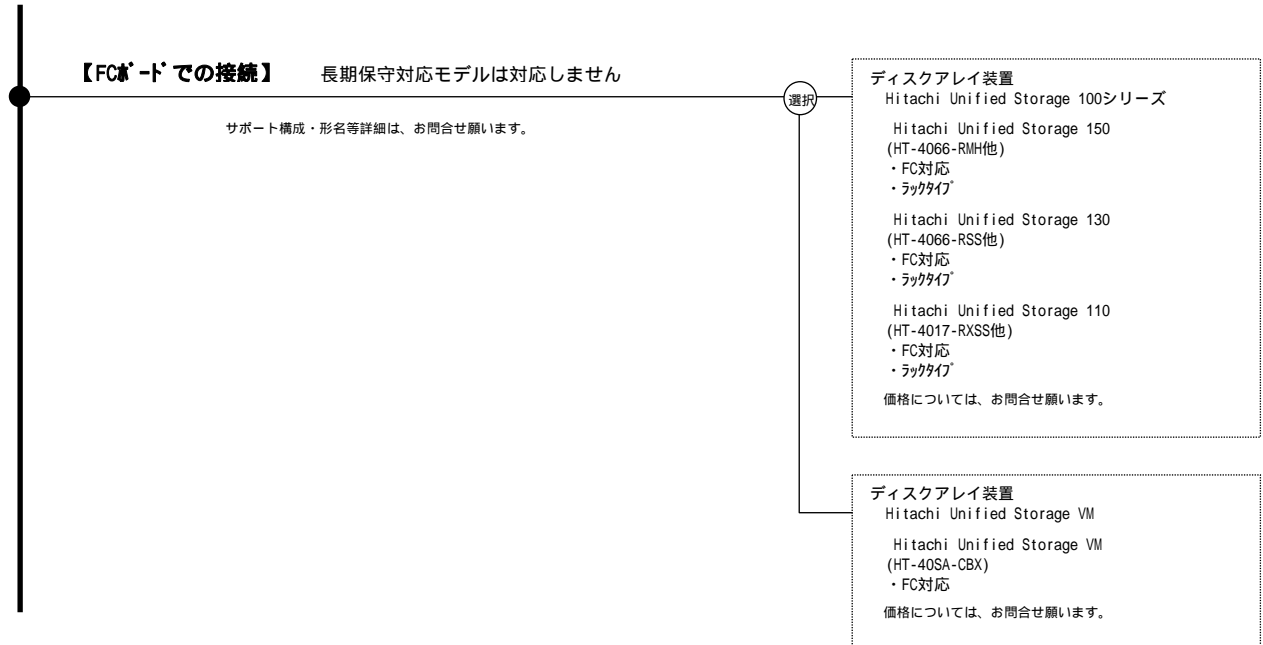 【FCﾎﾞｰﾄﾞでの接続】 長期保守対応モデルは対応しません
サポート構成・形名等詳細は、お問合せ願います。
選択
ディスクアレイ装置
Hitachi Unified Storage 100シリーズ
Hitachi Unified Storage 150
(HT-4066-RMH他)
・FC対応
・ﾗｯｸﾀｲﾌﾟ
Hitachi Unified Storage 130
(HT-4066-RSS他)
・FC対応
・ﾗｯｸﾀｲﾌﾟ
Hitachi Unified Storage 110
(HT-4017-RXSS他)
・FC対応
・ﾗｯｸﾀｲﾌﾟ
価格については、お問合せ願います。
ディスクアレイ装置
Hitachi Unified Storage VM
Hitachi Unified Storage VM
(HT-40SA-CBX)
・FC対応
価格については、お問合せ願います。